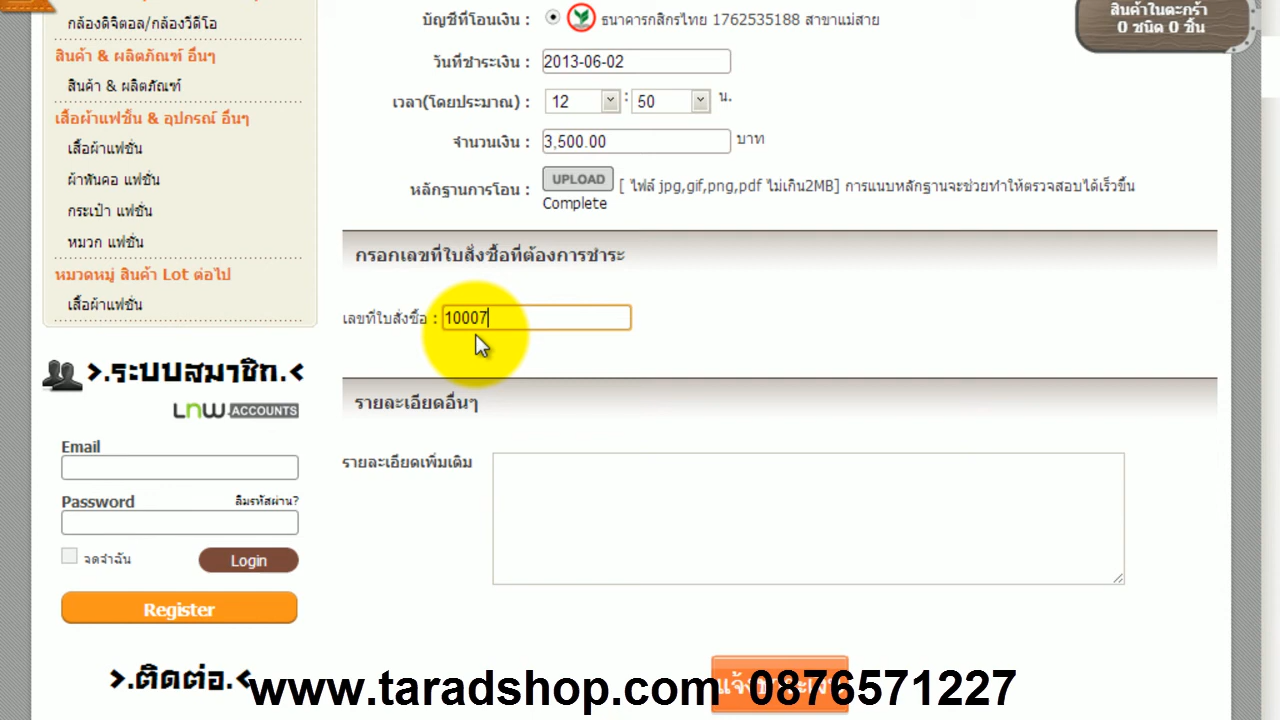 กล้องดิจิตอล/กล้องวีดีโอ
สินค้า & ผลิตภัณฑ์ อื่นๆ
สินค้า & ผลิตภัณฑ์
เสื้อผ้าแฟชั่น & อุปกรณ์ อื่นๆ
เสื้อผ้าแฟชั่น
ผ้าพันคอ แฟชั่น
กระเป๋า แฟชั่น
หมวก แฟชั่น
หมวดหมู่ สินค้า Lot ต่อไป
เสื้อผ้าแฟชั่น
>.ระบบสมาชิก.<
LnW.ACCOUNTS
Email
Password ลืมรหัสผ่าน?
จดจำฉัน Login
Register
>.ติดต่อ.<
สินค้าในตะกร้า
0 ชนิด 0 ชิ้น
บัญชีที่โอนเงิน : ธนาคารกสิกรไทย 1762535188 สาขาแม่สาย
วันที่ชำระเงิน : 2013-06-02
เวลา(โดยประมาณ) : 12 : 50 น.
จำนวนเงิน : 3,500.00 บาท
หลักฐานการโอน : UPLOAD [ ไฟล์ jpg,gif,png,pdf ไม่เกิน2MB] การแนบหลักฐานจะช่วยทำให้ตรวจสอบได้เร็วขึ้น
Complete
กรอกเลขที่ใบสั่งซื้อที่ต้องการชำระ
เลขที่ใบสั่งซื้อ : 10007
รายละเอียดอื่นๆ
รายละเอียดเพิ่มเติม
www.taradshop.com 0876571227